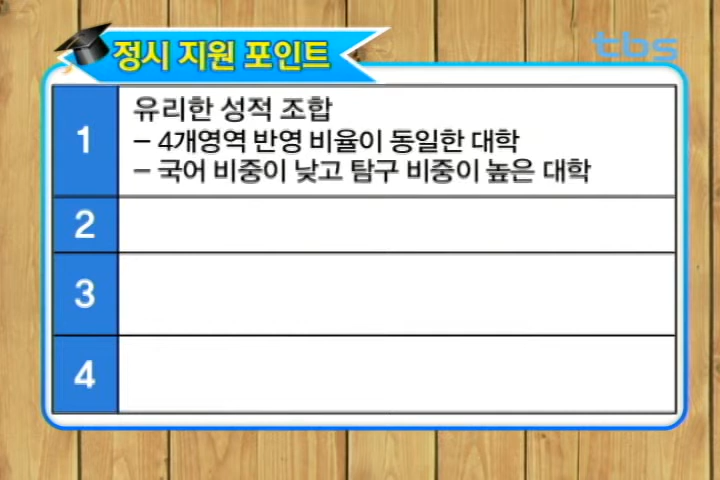 정시 지원 포인트
tbs
1
유리한 성적 조합
- 4개영역 반영 비율이 동일한 대학
- 국어 비중이 낮고 탐구 비중이 높은 대학
2
3
4